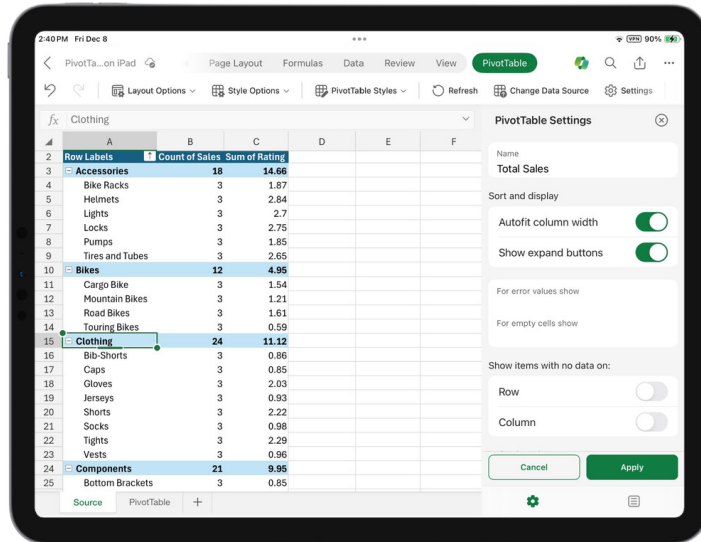 2:40 PM Fri Dec 8
VPN 90%
PivotTa...on iPad
Page Layout Formulas Data Review View PivotTable
Layout Options Style Options PivotTable Styles Refresh Change Data Source Settings
fx Clothing
PivotTable Settings
A B C D E F
2 Row Labels Count of Sales Sum of Rating
3 Accessories 18 14.66
4 Bike Racks 3 1.87
5 Helmets 3 2.84
6 Lights 3 2.7
7 Locks 3 2.75
8 Pumps 3 1.85
9 Tires and Tubes 3 2.65
10 Bikes 12 4.95
11 Cargo Bike 3 1.54
12 Mountain Bikes 3 1.21
13 Road Bikes 3 1.61
14 Touring Bikes 3 0.59
15 Clothing 24 11.12
16 Bib-Shorts 3 0.86
17 Caps 3 0.85
18 Gloves 3 2.03
19 Jerseys 3 0.93
20 Shorts 3 2.22
21 Socks 3 0.98
22 Tights 3 2.29
23 Vests 3 0.96
24 Components 21 9.95
25 Bottom Brackets 3 0.85
Source PivotTable +
Name
Total Sales
Sort and display
Autofit column width
Show expand buttons
For error values show
For empty cells show
Show items with no data on:
Row
Column
Cancel Apply